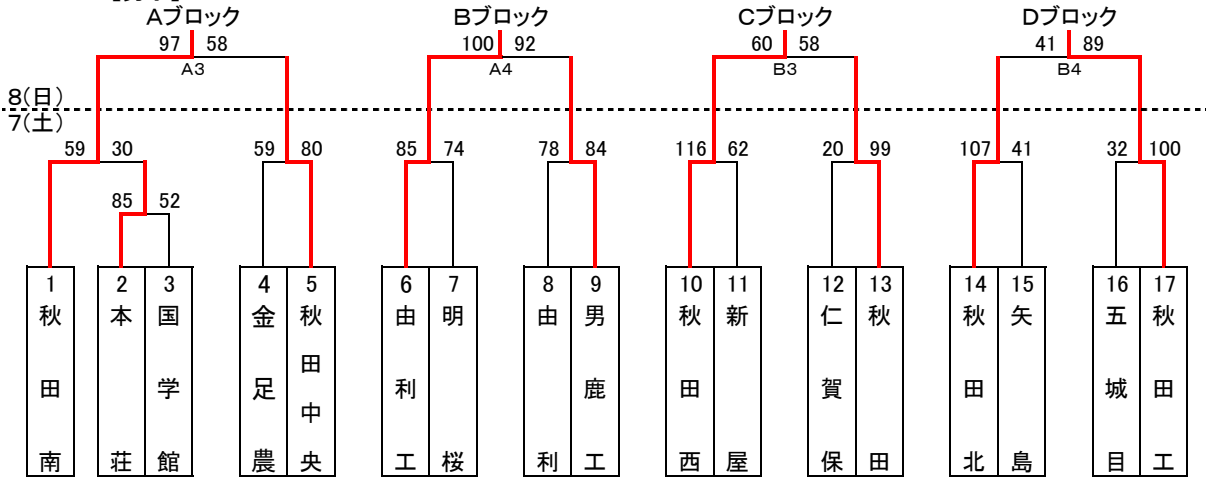 Aブロック Bブロック Cブロック Dブロック
97 58 100 92 60 58 41 89
A3 A4 B3 B4
8(日)
7(土)
59 30 59 80 85 74 78 84 116 62 20 99 107 41 32 100
85 52
1 2 3 4 5 6 7 8 9 10 11 12 13 14 15 16 17
秋田南
本荘
国学館
金足農
秋田中央
由利工
明桜
由利
男鹿工
秋田西
新屋
仁賀保
秋田
秋田北
矢島
五城目
秋田工